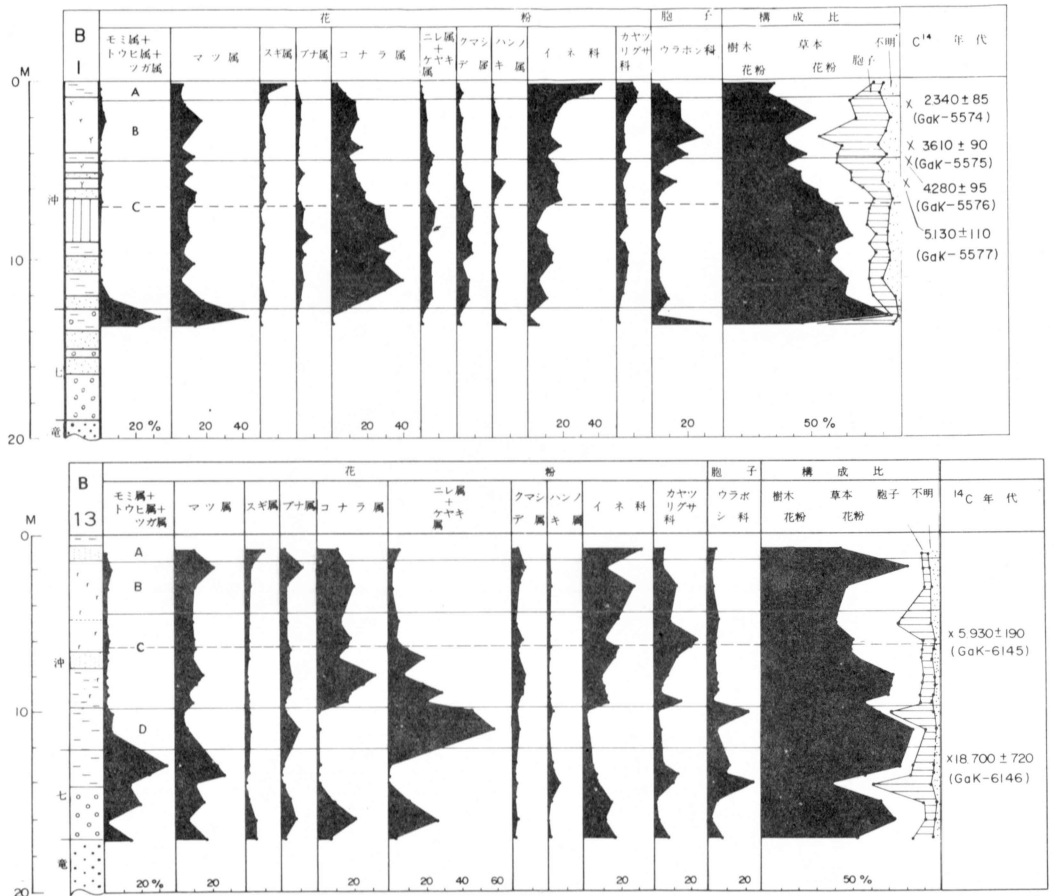 B
1
花　粉
胞　子
構　成　比
C¹⁴　年　代
モミ属+
トウヒ属+
ツガ属
マ ツ 属
スギ属
ブナ属
コ ナ ラ 属
ニレ属
+
ケヤキ
属
クマシ
デ 属
ハンノ
キ 属
イ ネ 科
カヤツ
リグサ
科
ウラホシ科
樹木
花粉
草本
花粉
胞子
不明
M
0
10
20
A
B
C
沖
七
竜
× 2340±85
(GaK-5574)
× 3610±90
×(GaK-5575)
× 4280±95
(GaK-5576)
5130±110
(GaK-5577)
20 %
20 40
20 40
20 40
20
50 %
B
13
花　粉
胞　子
構　成　比
¹⁴C 年 代
モミ属+
トウヒ属+
ツガ属
マ ツ 属
スギ属
ブナ属
コ ナ ラ 属
ニレ属
+
ケヤキ
属
クマシ
デ 属
ハンノ
キ 属
イ ネ 科
カヤツ
リグサ
科
ウラホ
シ 科
樹木
花粉
草本
花粉
胞子
不明
M
0
10
20
A
B
C
D
沖
七
竜
×5,930±190
(GaK-6145)
×18,700±720
(GaK-6146)
20 %
20
20
20 40 60
20
20
20
50 %